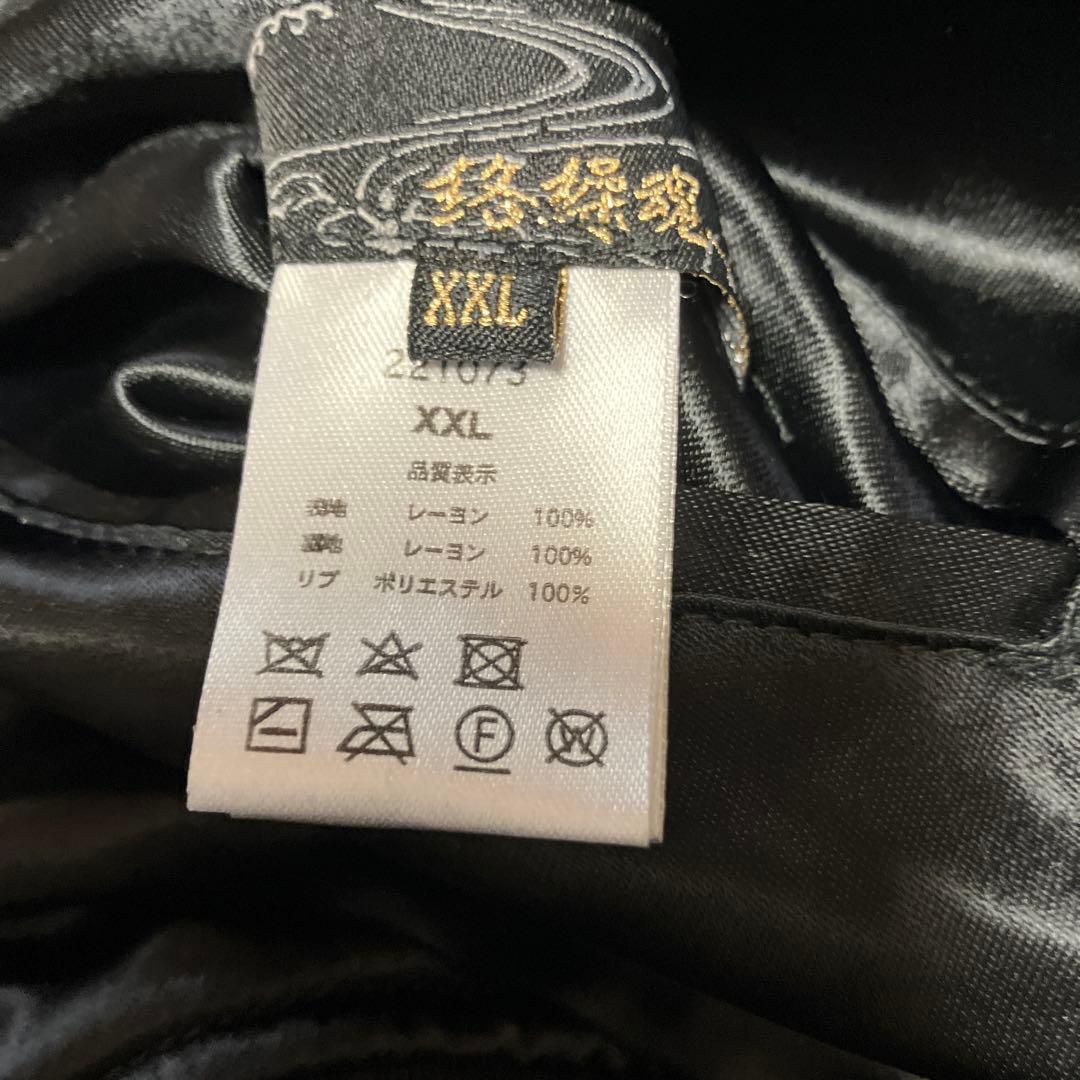 絡繰魂
XXL
221073
XXL
品質表示
表地 レーヨン 100%
裏地 レーヨン 100%
リブ ポリエステル 100%
F
W